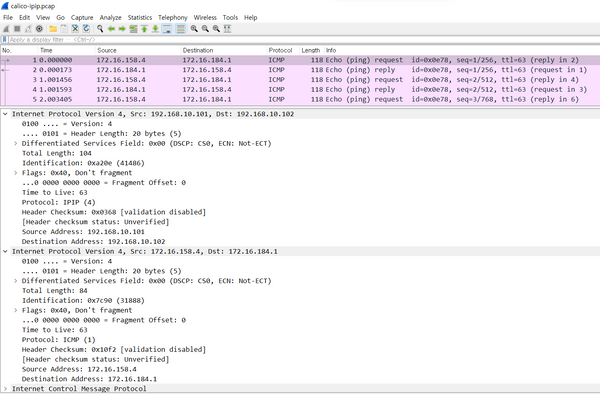 calico-ipip.pcap
File Edit View Go Capture Analyze Statistics Telephony Wireless Tools Help
Apply a display filter ... <Ctrl-/>
No. Time Source Destination Protocol Length Info
1 0.000000 172.16.158.4 172.16.184.1 ICMP 118 Echo (ping) request id=0x0e78, seq=1/256, ttl=63 (reply in 2)
2 0.000173 172.16.184.1 172.16.158.4 ICMP 118 Echo (ping) reply id=0x0e78, seq=1/256, ttl=63 (request in 1)
3 1.001456 172.16.158.4 172.16.184.1 ICMP 118 Echo (ping) request id=0x0e78, seq=2/512, ttl=63 (reply in 4)
4 1.001593 172.16.184.1 172.16.158.4 ICMP 118 Echo (ping) reply id=0x0e78, seq=2/512, ttl=63 (request in 3)
5 2.003405 172.16.158.4 172.16.184.1 ICMP 118 Echo (ping) request id=0x0e78, seq=3/768, ttl=63 (reply in 6)
Internet Protocol Version 4, Src: 192.168.10.101, Dst: 192.168.10.102
0100 .... = Version: 4
.... 0101 = Header Length: 20 bytes (5)
Differentiated Services Field: 0x00 (DSCP: CS0, ECN: Not-ECT)
Total Length: 104
Identification: 0xa20e (41486)
Flags: 0x40, Don't fragment
...0 0000 0000 0000 = Fragment Offset: 0
Time to Live: 63
Protocol: IPIP (4)
Header Checksum: 0x0368 [validation disabled]
[Header checksum status: Unverified]
Source Address: 192.168.10.101
Destination Address: 192.168.10.102
Internet Protocol Version 4, Src: 172.16.158.4, Dst: 172.16.184.1
0100 .... = Version: 4
.... 0101 = Header Length: 20 bytes (5)
Differentiated Services Field: 0x00 (DSCP: CS0, ECN: Not-ECT)
Total Length: 84
Identification: 0x7c90 (31888)
Flags: 0x40, Don't fragment
...0 0000 0000 0000 = Fragment Offset: 0
Time to Live: 63
Protocol: ICMP (1)
Header Checksum: 0x10f2 [validation disabled]
[Header checksum status: Unverified]
Source Address: 172.16.158.4
Destination Address: 172.16.184.1
Internet Control Message Protocol